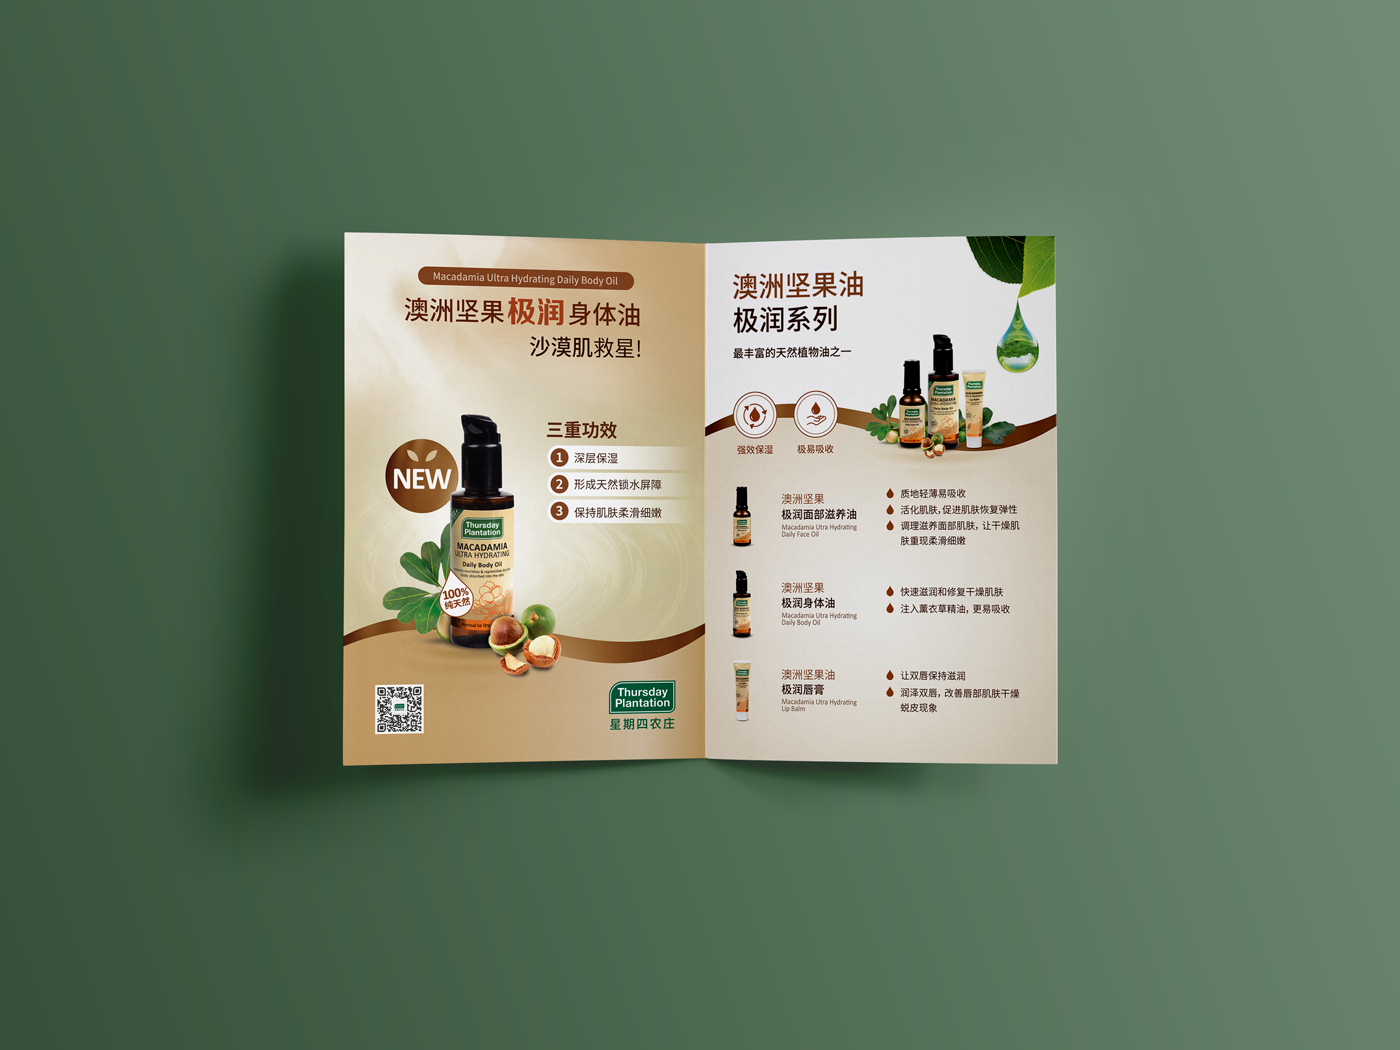 Macadamia Ultra Hydrating Daily Body Oil
澳洲坚果极润身体油
沙漠肌救星!
NEW
三重功效
1 深层保湿
2 形成天然锁水屏障
3 保持肌肤柔滑细嫩
Thursday
Plantation
MACADAMIA
ULTRA HYDRATING
Daily Body Oil
100%
纯天然
Thursday
Plantation
星期四农庄
澳洲坚果油
极润系列
最丰富的天然植物油之一
强效保湿
极易吸收
Thursday
Plantation
MACADAMIA
ULTRA HYDRATING
Daily Body Oil
澳洲坚果
极润面部滋养油
Macadamia Utra Hydrating
Daily Face Oil
质地轻薄易吸收
活化肌肤,促进肌肤恢复弹性
调理滋养面部肌肤,让干燥肌
肤重现柔滑细嫩
澳洲坚果
极润身体油
Macadamia Utra Hydrating
Daily Body Oil
快速滋润和修复干燥肌肤
注入薰衣草精油,更易吸收
澳洲坚果油
极润唇膏
Macadamia Utra Hydrating
Lip Balm
让双唇保持滋润
润泽双唇,改善唇部肌肤干燥
蜕皮现象